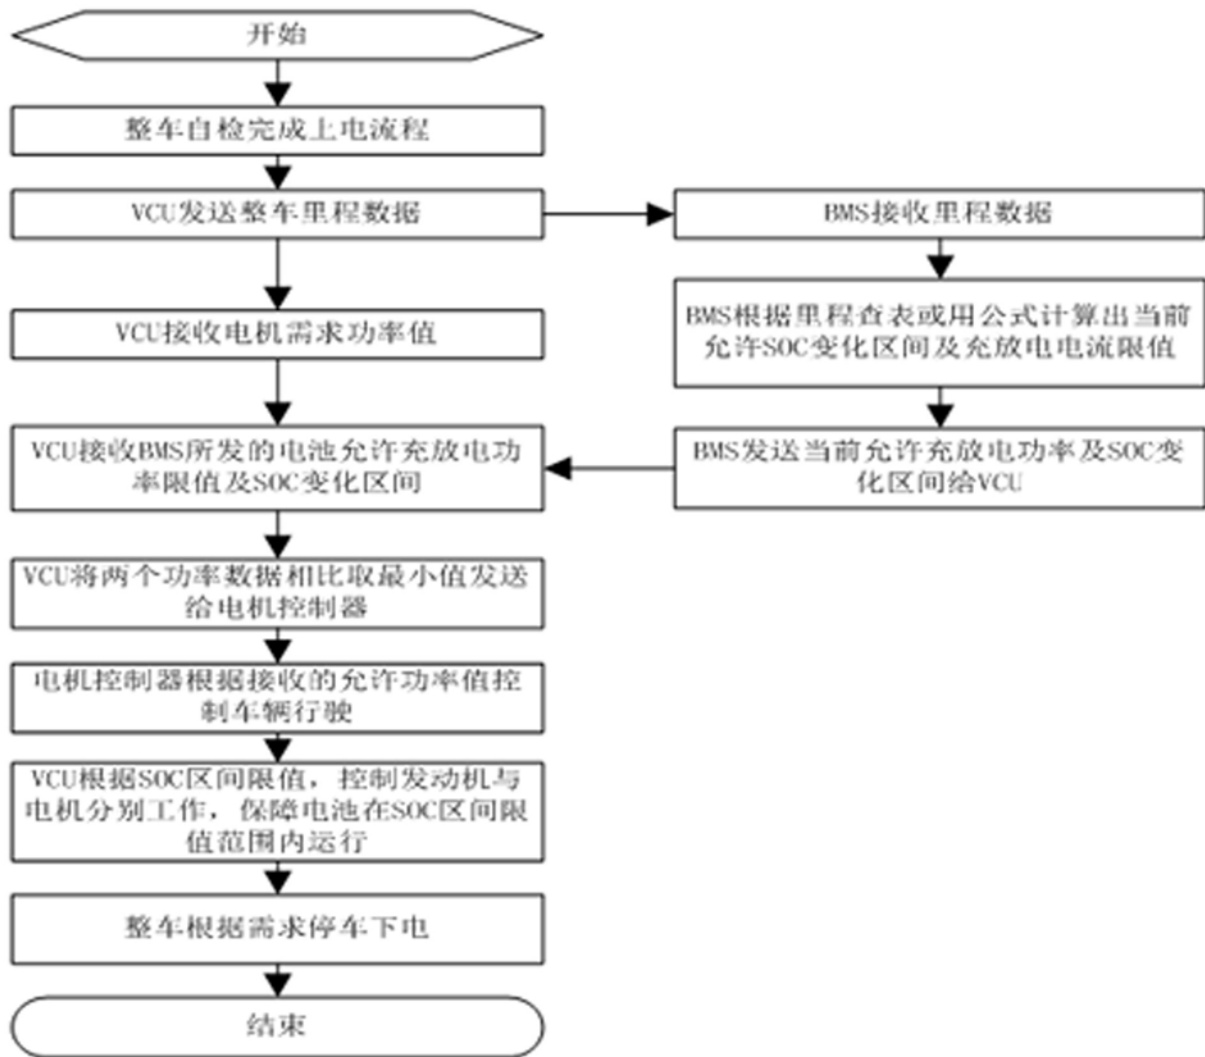 开始
整车自检完成上电流程
VCU发送整车里程数据
BMS接收里程数据
VCU接收电机需求功率值
BMS根据里程查表或用公式计算出当前
允许SOC变化区间及充放电电流限值
VCU接收BMS所发的电池允许充放电功
率限值及SOC变化区间
BMS发送当前允许充放电功率及SOC变
化区间给VCU
VCU将两个功率数据相比取最小值发送
给电机控制器
电机控制器根据接收的允许功率值控
制车辆行驶
VCU根据SOC区间限值，控制发动机与
电机分别工作，保障电池在SOC区间限
值范围内运行
整车根据需求停车下电
结束